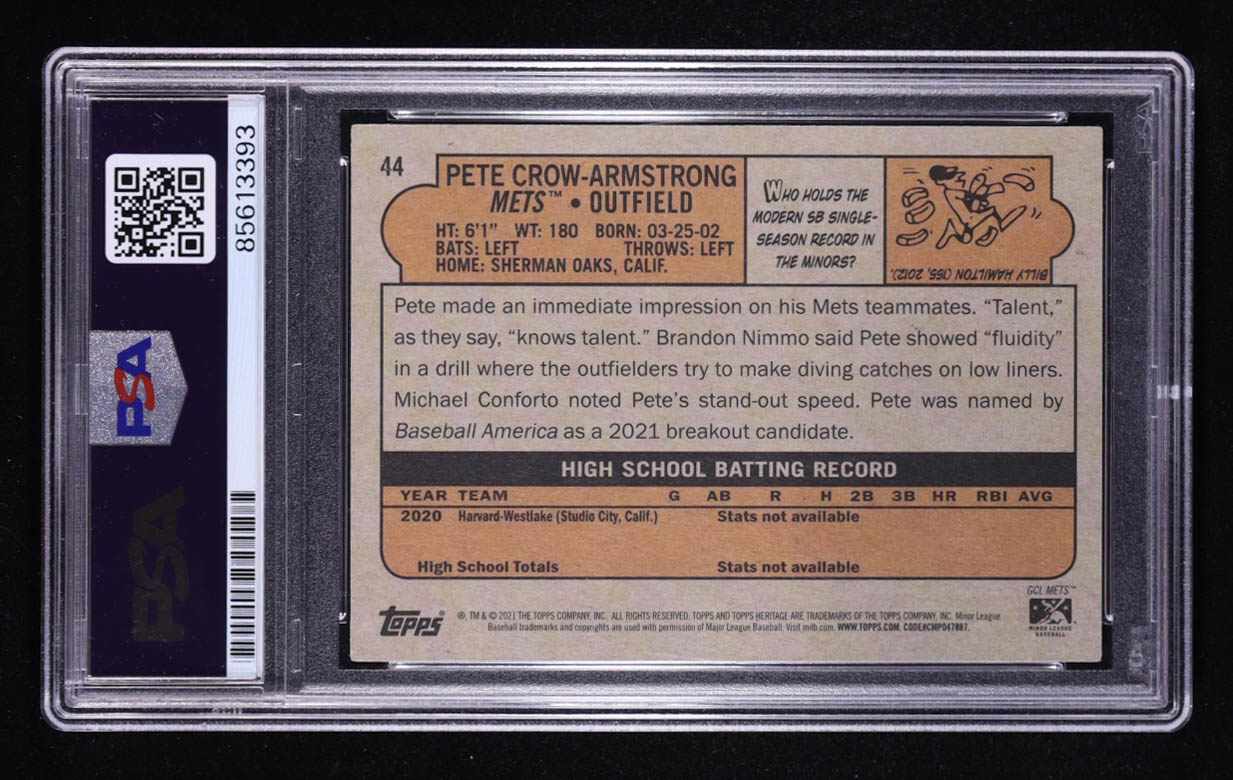 85613393
PSA
PSA
44
PETE CROW-ARMSTRONG
METS™ • OUTFIELD
HT: 6'1" WT: 180 BORN: 03-25-02
BATS: LEFT THROWS: LEFT
HOME: SHERMAN OAKS, CALIF.
WHO HOLDS THE
MODERN SB SINGLE-
SEASON RECORD IN
THE MINORS?
BILLY HAMILTON (155, 2012).
Pete made an immediate impression on his Mets teammates. “Talent,”
as they say, “knows talent.” Brandon Nimmo said Pete showed “fluidity”
in a drill where the outfielders try to make diving catches on low liners.
Michael Conforto noted Pete’s stand-out speed. Pete was named by
Baseball America as a 2021 breakout candidate.
HIGH SCHOOL BATTING RECORD
YEAR TEAM G AB R H 2B 3B HR RBI AVG
2020 Harvard-Westlake (Studio City, Calif.) Stats not available
High School Totals Stats not available
GCL METS™
MINOR LEAGUE
BASEBALL
Topps®
®, TM & © 2021 THE TOPPS COMPANY, INC. ALL RIGHTS RESERVED. TOPPS AND TOPPS HERITAGE ARE TRADEMARKS OF THE TOPPS COMPANY, INC. Minor League
Baseball trademarks and copyrights are used with permission of Major League Baseball. Visit milb.com. WWW.TOPPS.COM. CODE#CMP047887.